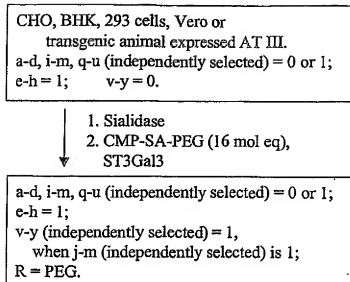 CHO, BHK, 293 cells, Vero or
transgenic animal expressed AT III.
a-d, i-m, q-u (independently selected) = 0 or 1;
e-h = 1; v-y = 0.
1. Sialidase
2. CMP-SA-PEG (16 mol eq),
ST3Gal3
a-d, i-m, q-u (independently selected) = 0 or 1;
e-h = 1;
v-y (independently selected) = 1,
when j-m (independently selected) is 1;
R = PEG.